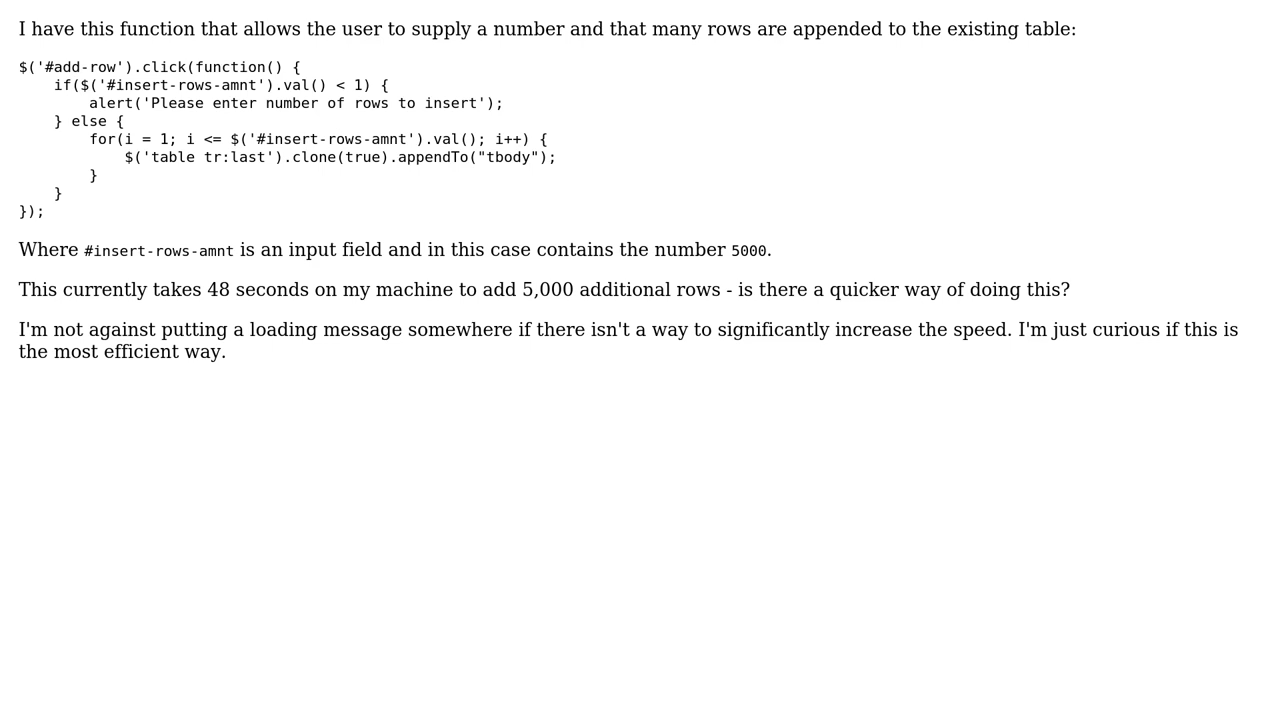 I have this function that allows the user to supply a number and that many rows are appended to the existing table:
$('#add-row').click(function() {
    if($('#insert-rows-amnt').val() < 1) {
        alert('Please enter number of rows to insert');
    } else {
        for(i = 1; i <= $('#insert-rows-amnt').val(); i++) {
            $('table tr:last').clone(true).appendTo("tbody");
        }
    }
});
Where #insert-rows-amnt is an input field and in this case contains the number 5000.
This currently takes 48 seconds on my machine to add 5,000 additional rows - is there a quicker way of doing this?
I'm not against putting a loading message somewhere if there isn't a way to significantly increase the speed. I'm just curious if this is
the most efficient way.